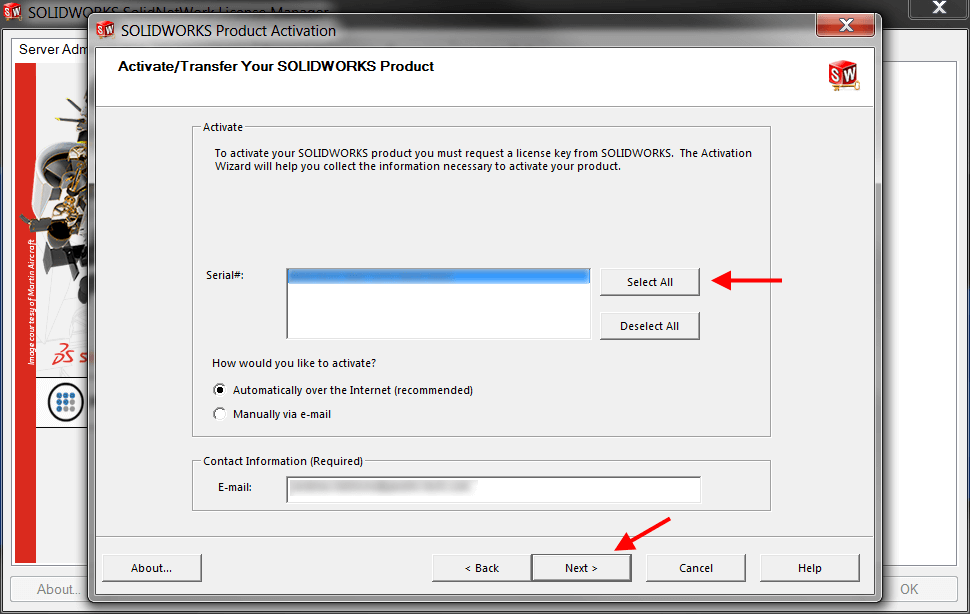 SOLIDWORKS SolidNetWork License Manager
SOLIDWORKS Product Activation
Server Adm
Activate/Transfer Your SOLIDWORKS Product
SW
Activate
To activate your SOLIDWORKS product you must request a license key from SOLIDWORKS. The Activation
Wizard will help you collect the information necessary to activate your product.
Image courtesy of Martin Aircraft
Serial#:
Select All
Deselect All
How would you like to activate?
Automatically over the Internet (recommended)
Manually via e-mail
Contact Information (Required)
E-mail:
About...
< Back
Next >
Cancel
Help
About...
OK